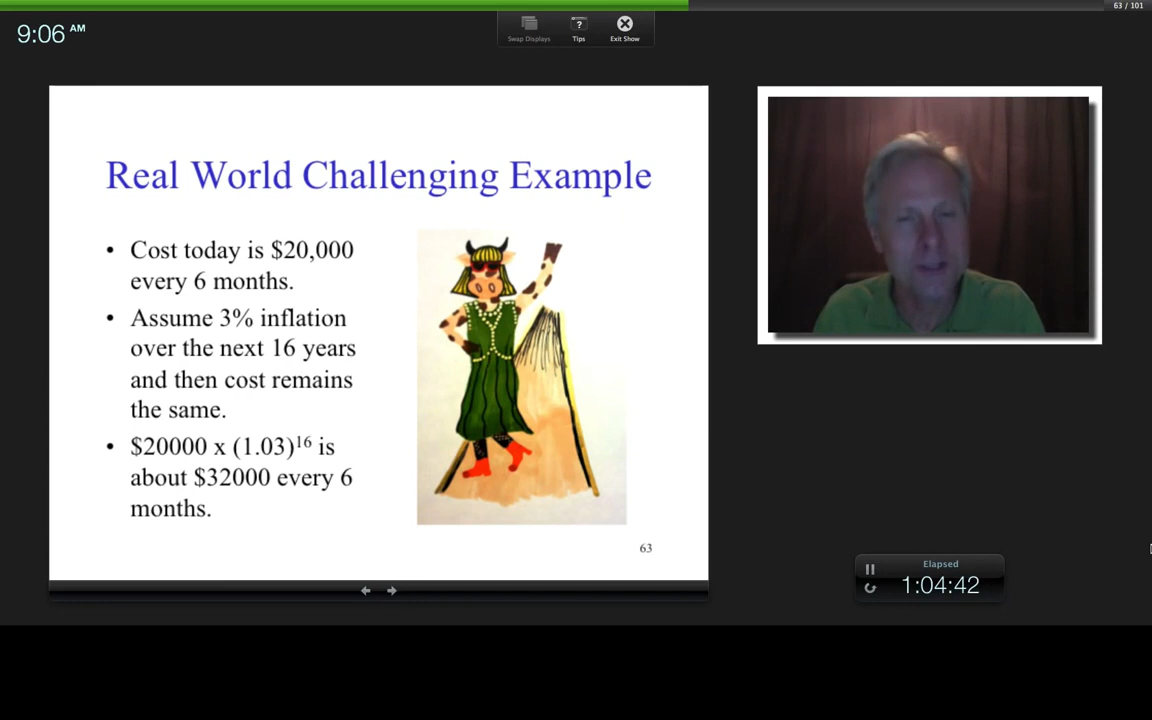 63 / 101
9:06 AM
Swap Displays
Tips
Exit Show
Real World Challenging Example
• Cost today is $20,000
every 6 months.
• Assume 3% inflation
over the next 16 years
and then cost remains
the same.
• $20000 x (1.03)¹⁶ is
about $32000 every 6
months.
63
Elapsed
1:04:42